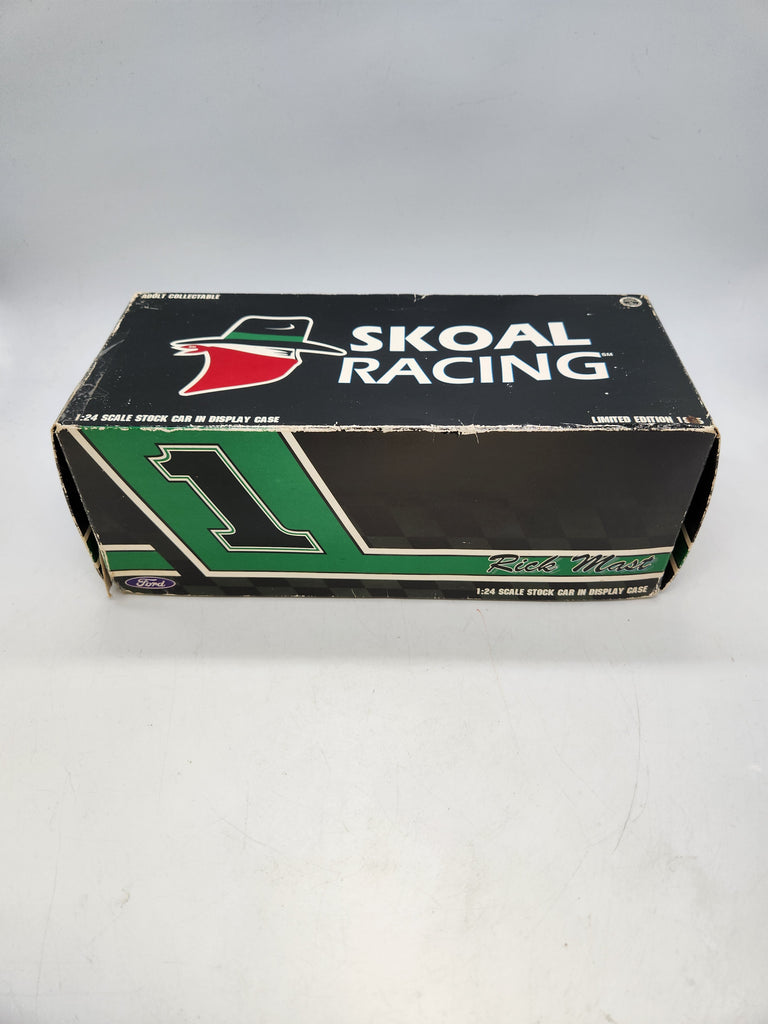 ADULT COLLECTABLE
SKOAL
RACING SM
1:24 SCALE STOCK CAR IN DISPLAY CASE
LIMITED EDITION
1
Rick Mast
Ford
1:24 SCALE STOCK CAR IN DISPLAY CASE